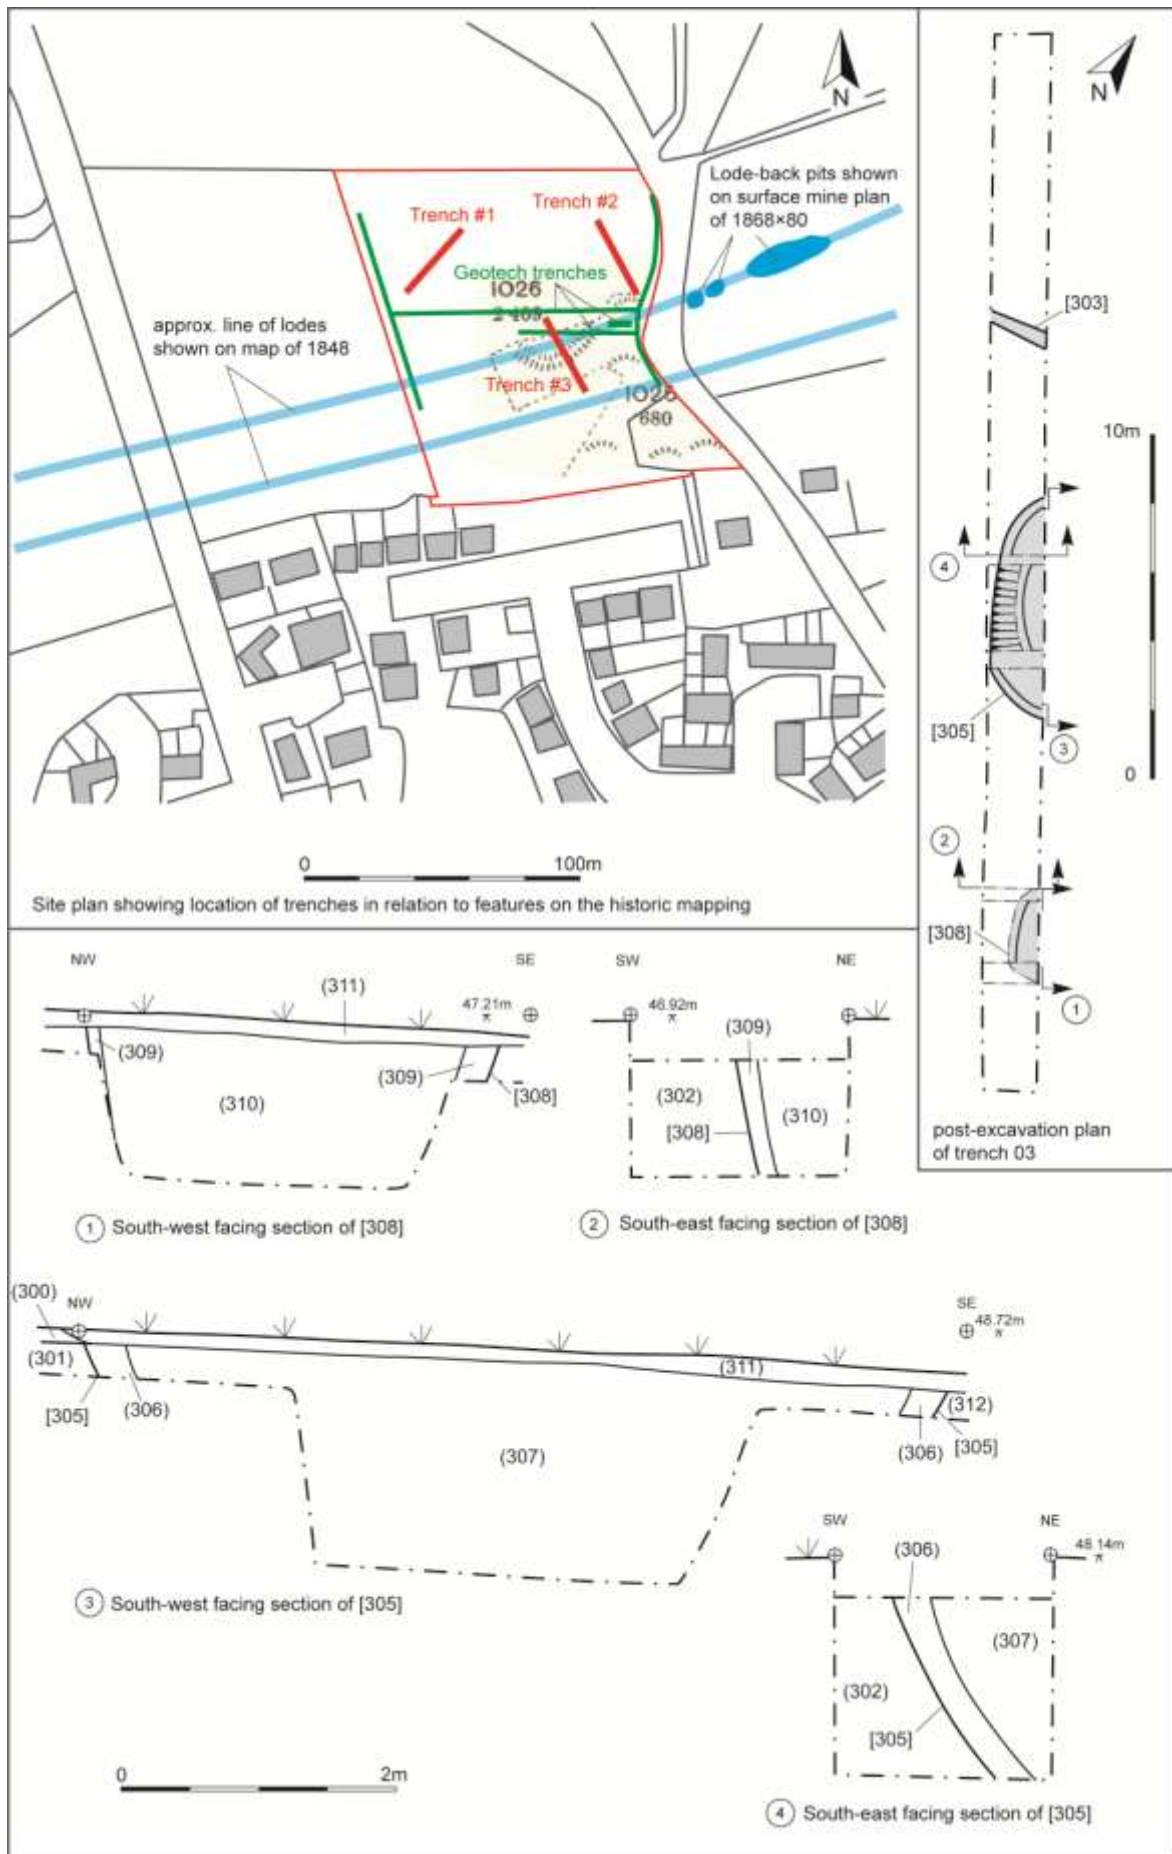 N
Lode-back pits shown
on surface mine plan
of 1868×80
Trench #1
Trench #2
Geotech trenches
1026
approx. line of lodes
shown on map of 1848
Trench #3
1025
680
0
100m
Site plan showing location of trenches in relation to features on the historic mapping
N
[303]
10m
4
[305]
3
0
2
[308]
1
post-excavation plan
of trench 03
NW
SE
(311)
47.21m
(309)
(309)
[308]
(310)
1 South-west facing section of [308]
SW
NE
46.92m
(309)
(302)
(310)
[308]
2 South-east facing section of [308]
(300)
NW
SE
48.72m
(301)
(311)
[305]
(306)
(312)
(306)
[305]
(307)
3 South-west facing section of [305]
SW
NE
(306)
48.14m
(307)
(302)
[305]
0
2m
4 South-east facing section of [305]